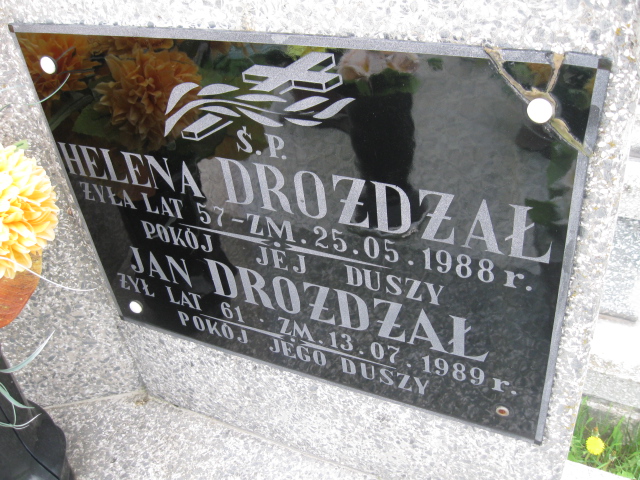 Ś.P.
HELENA DROŻDŻAŁ
ŻYŁA LAT 57 - ZM. 25.05.1988 r.
POKÓJ JEJ DUSZY
JAN DROŻDŻAŁ
ŻYŁ LAT 61. ZM. 13.07.1989 r.
POKÓJ JEGO DUSZY